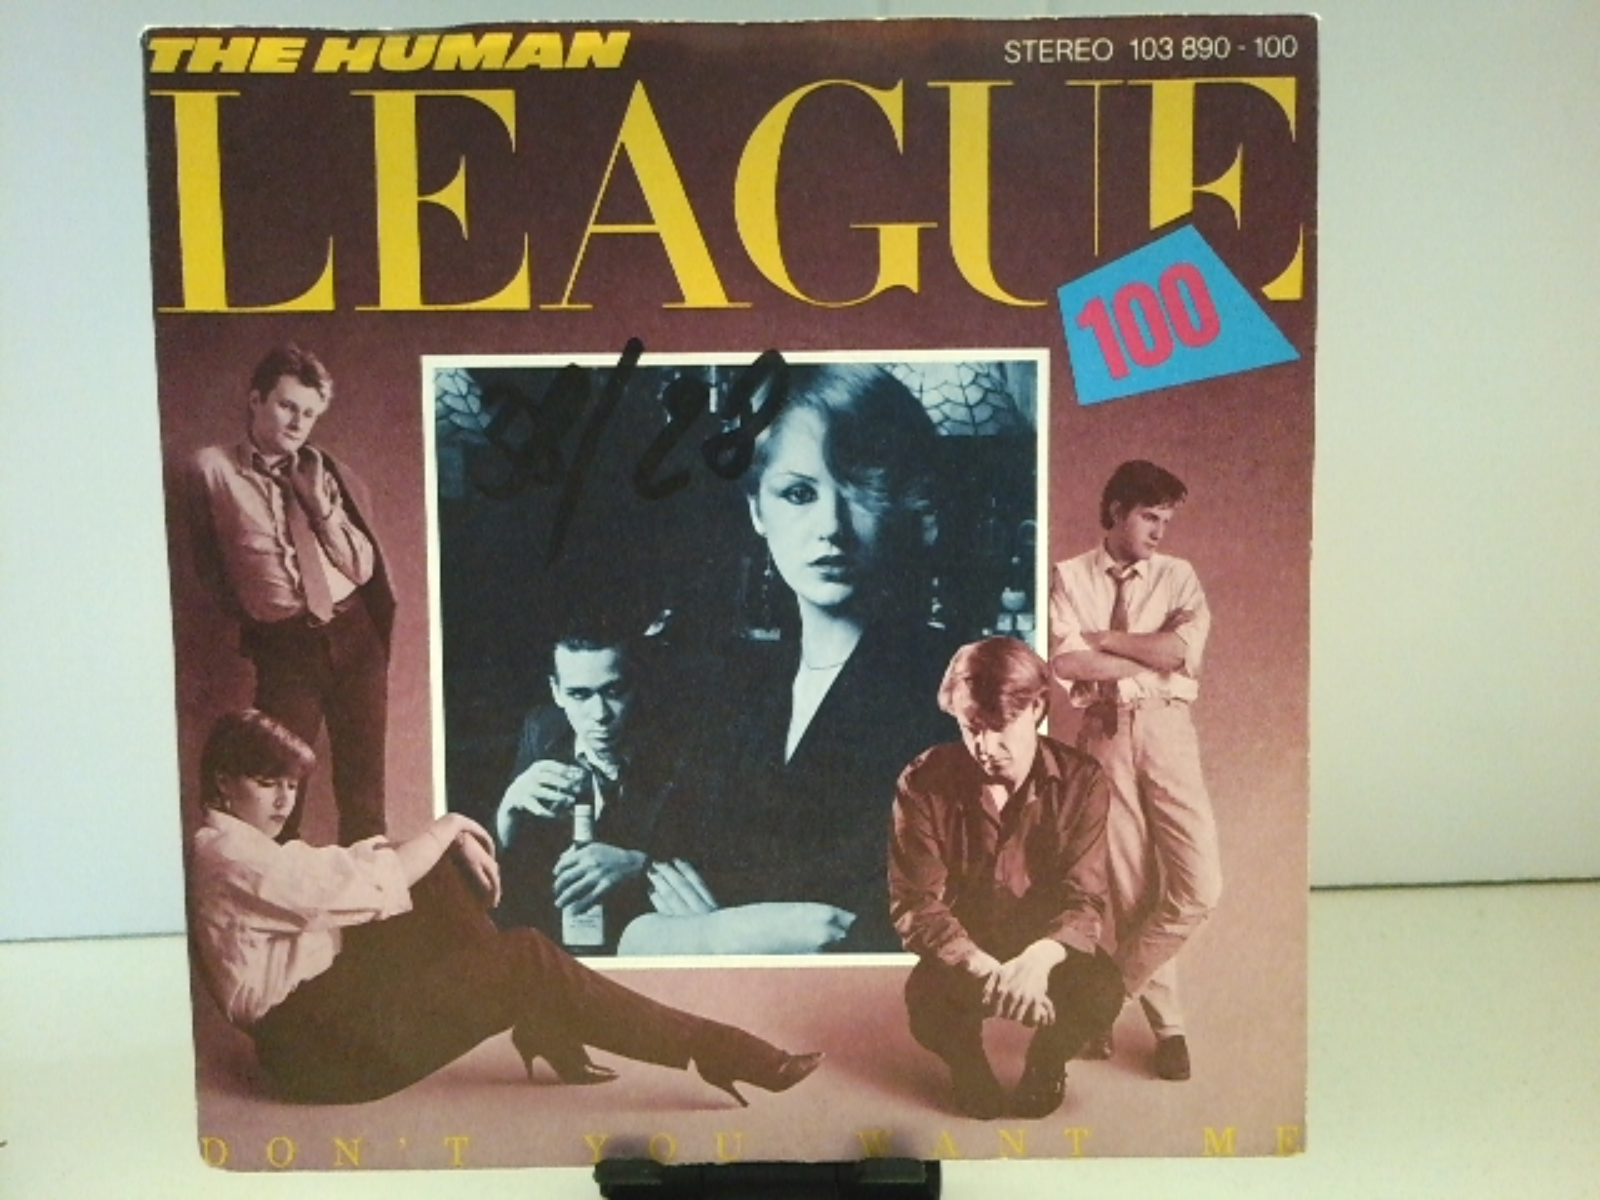 THE HUMAN
STEREO 103 890 - 100
LEAGUE
100
DON'T YOU WANT ME